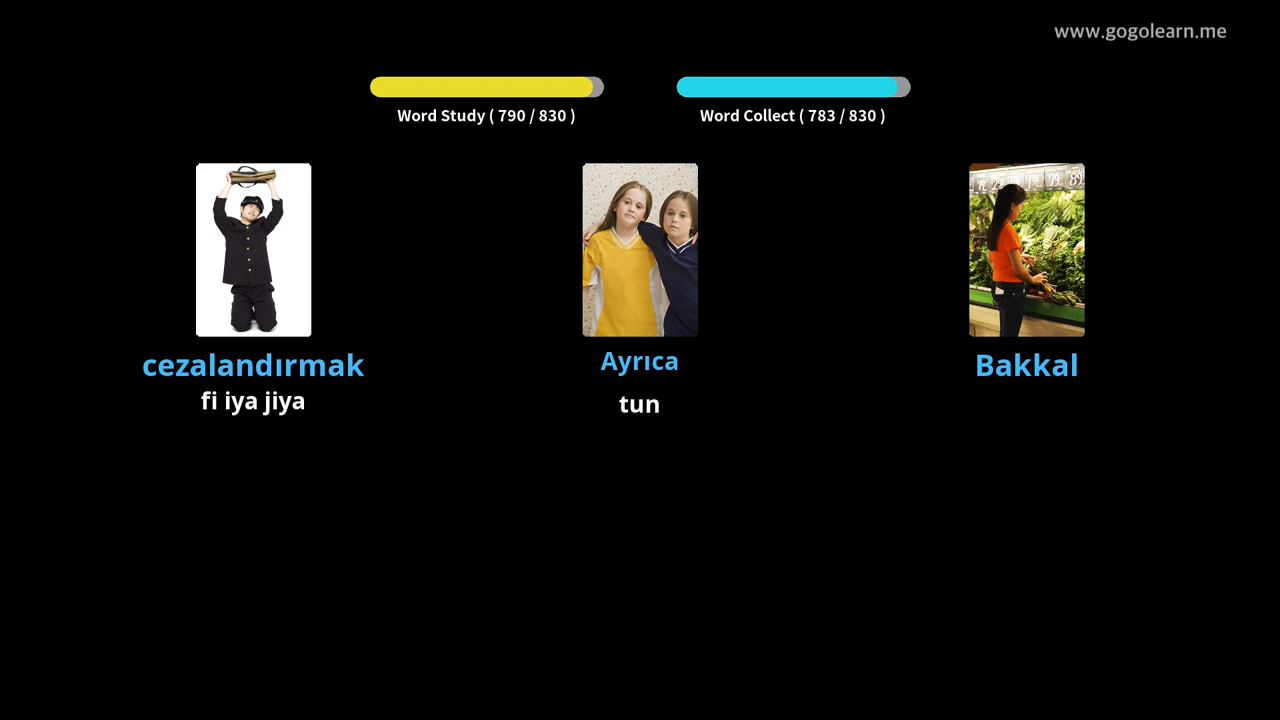 www.gogolearn.me
Word Study ( 790 / 830 )
Word Collect ( 783 / 830 )
cezalandırmak
fi iya jiya
Ayrıca
tun
Bakkal